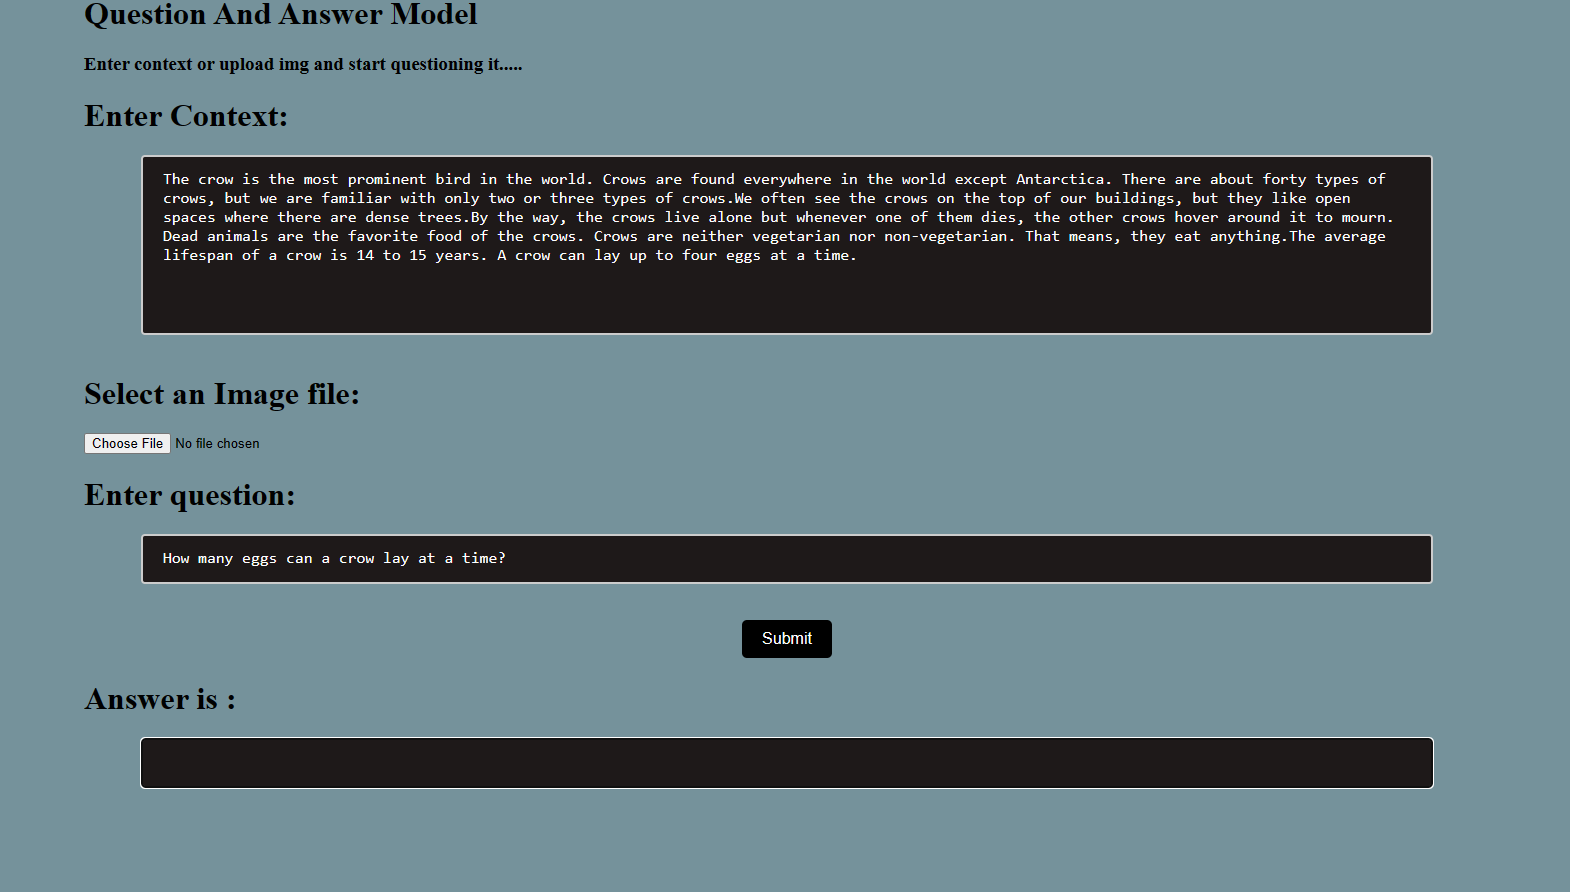 Question And Answer Model
Enter context or upload img and start questioning it.....
Enter Context:
The crow is the most prominent bird in the world. Crows are found everywhere in the world except Antarctica. There are about forty types of
crows, but we are familiar with only two or three types of crows.We often see the crows on the top of our buildings, but they like open
spaces where there are dense trees.By the way, the crows live alone but whenever one of them dies, the other crows hover around it to mourn.
Dead animals are the favorite food of the crows. Crows are neither vegetarian nor non-vegetarian. That means, they eat anything.The average
lifespan of a crow is 14 to 15 years. A crow can lay up to four eggs at a time.
Select an Image file:
Choose File No file chosen
Enter question:
How many eggs can a crow lay at a time?
Submit
Answer is :